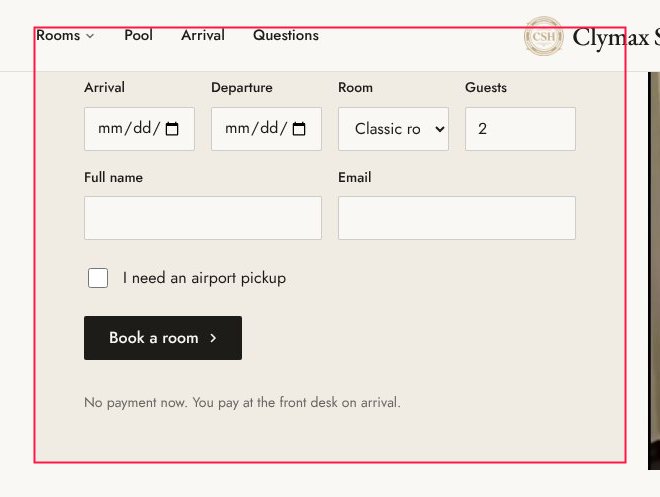 Rooms Pool Arrival Questions CSH Clymax S
Arrival Departure Room Guests
mm/dd/ mm/dd/ Classic ro 2
Full name Email
I need an airport pickup
Book a room
No payment now. You pay at the front desk on arrival.